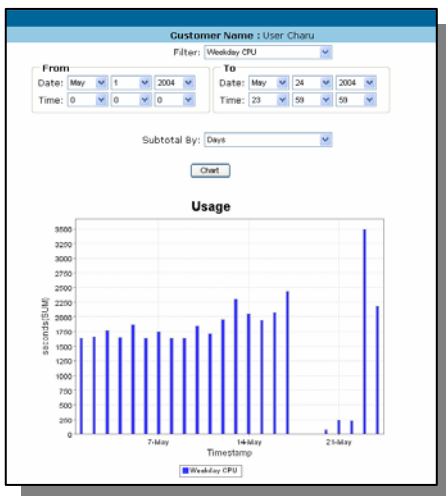 Customer Name : User Charu
Filter: Weekday CPU
From
Date: May 1 2004
Time: 0 0 0
To
Date: May 24 2004
Time: 23 59 59
Subtotal By: Days
Chart
Usage
seconds(SUM)
3500
3250
3000
2750
2500
2250
2000
1750
1500
1250
1000
750
500
250
0
7-May 14-May 21-May
Timestamp
Weekday CPU